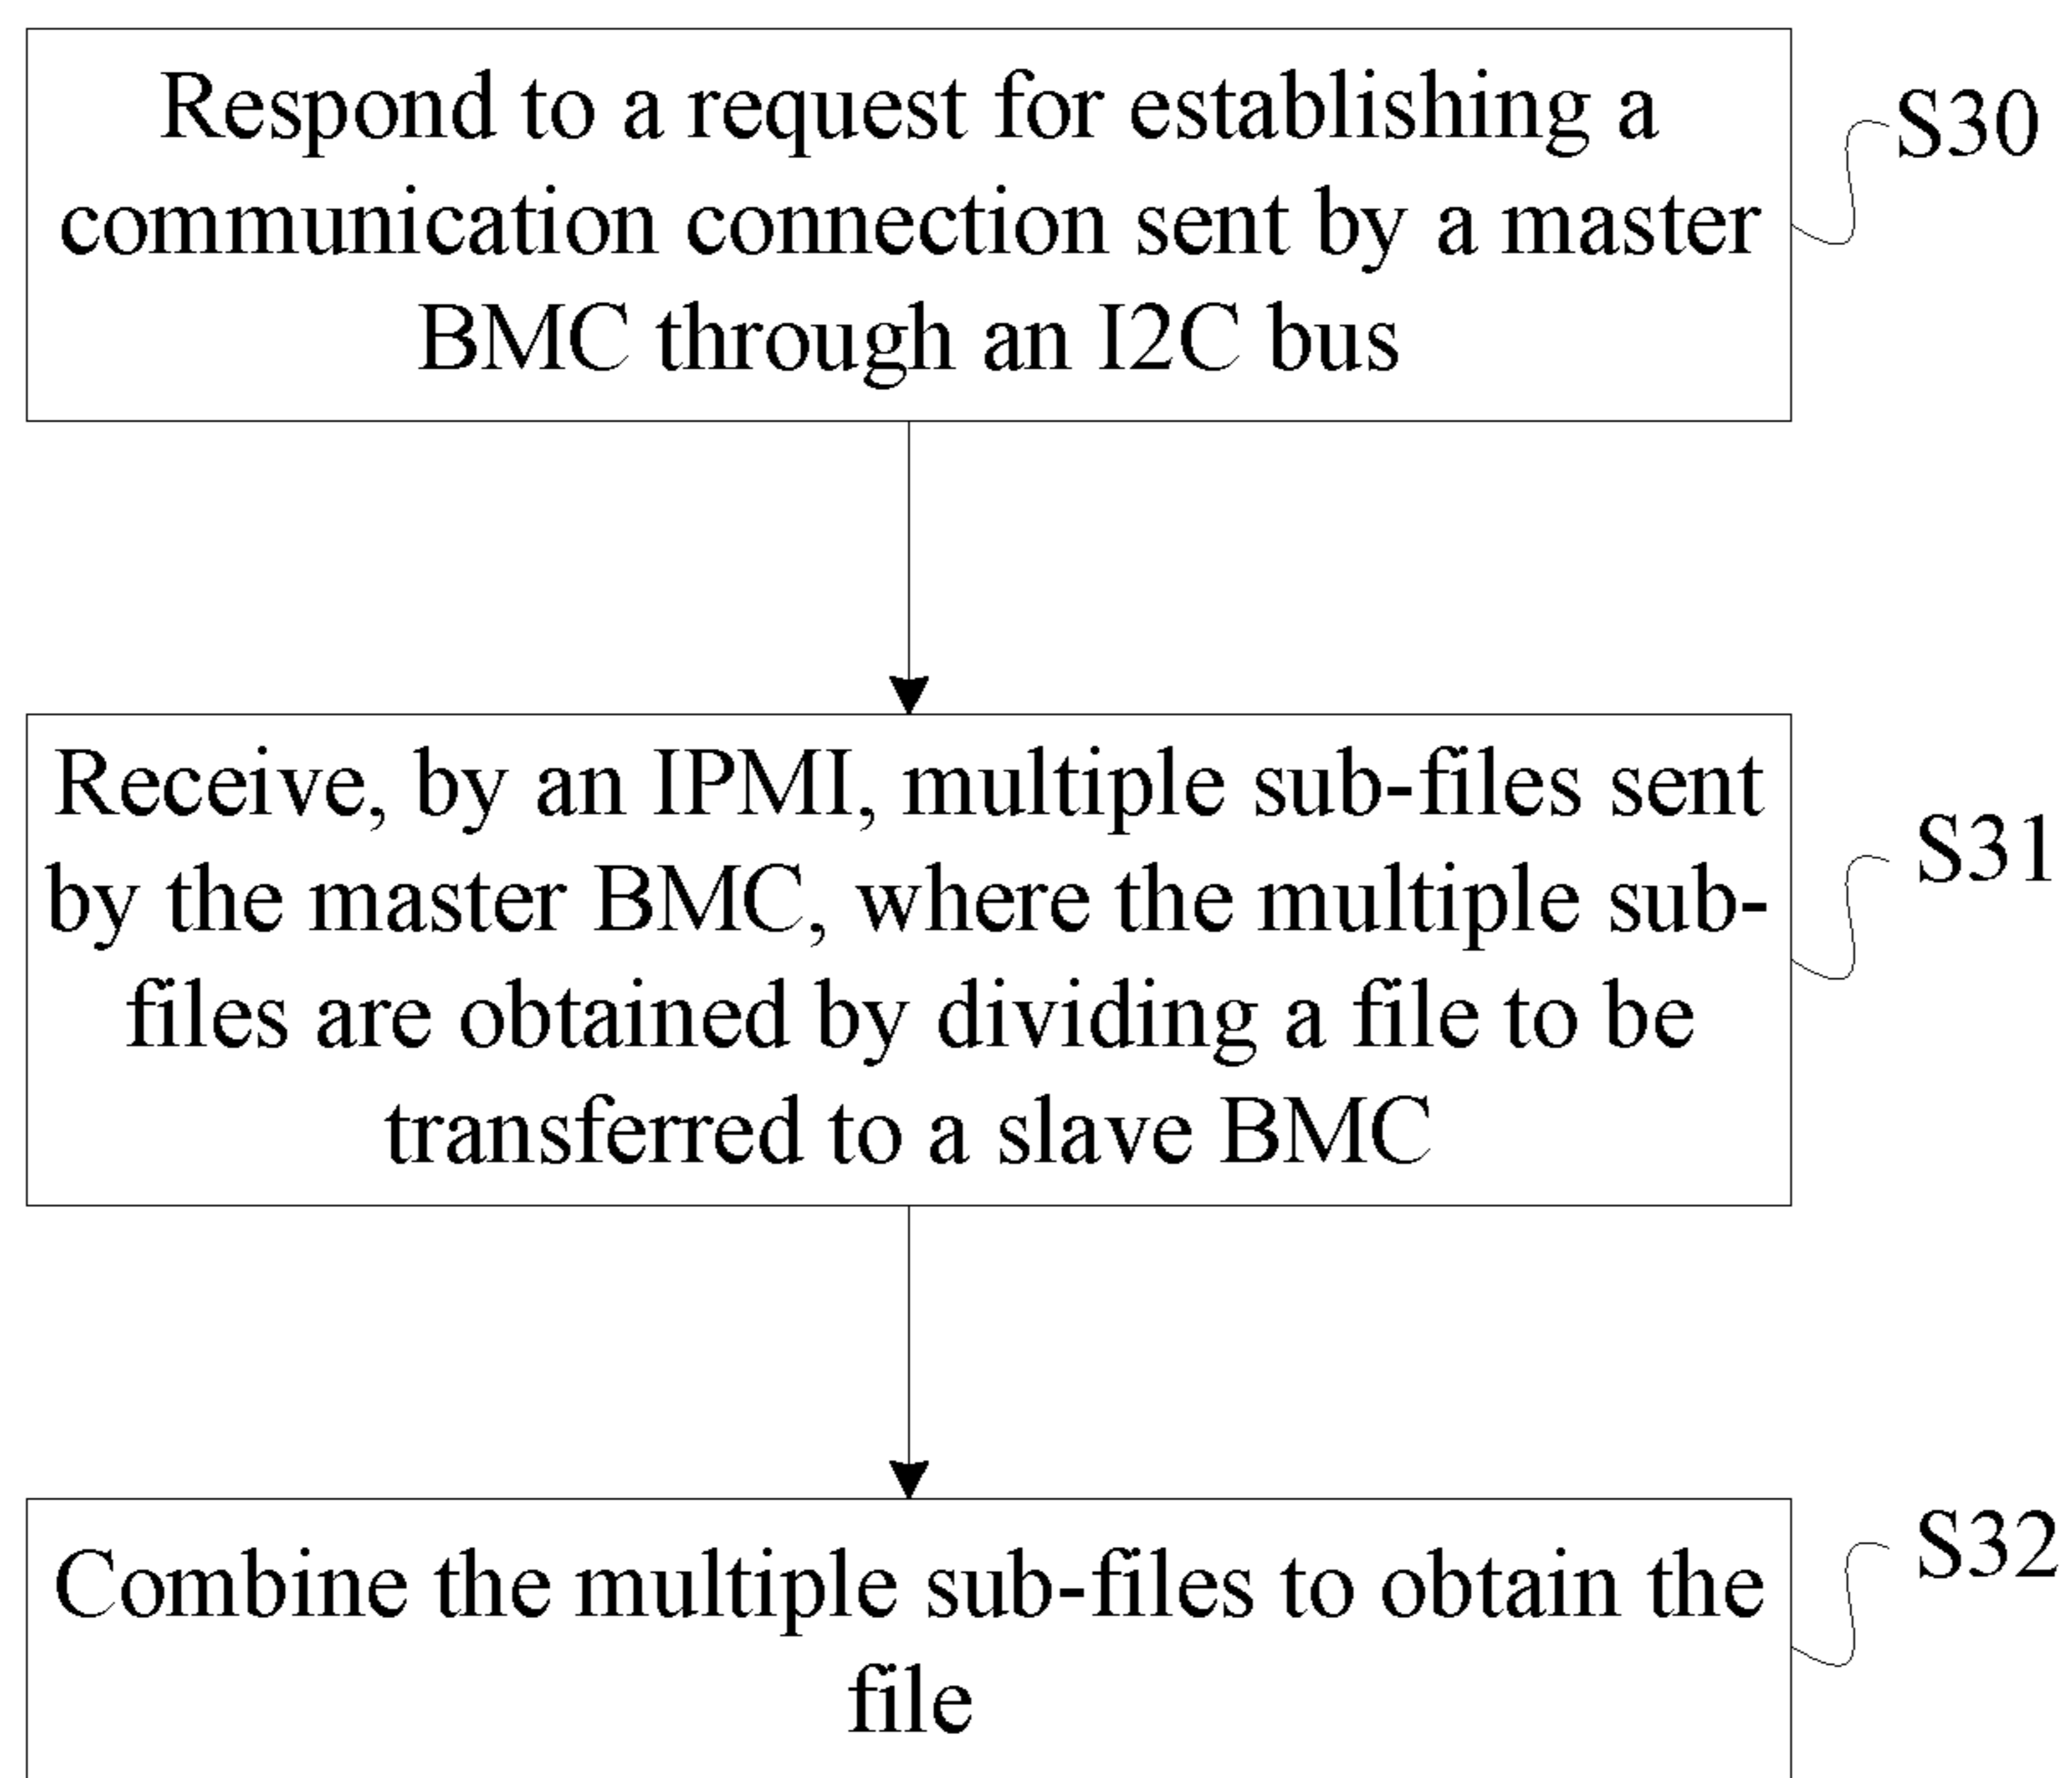 Respond to a request for establishing a
communication connection sent by a master
BMC through an I2C bus
S30
Receive, by an IPMI, multiple sub-files sent
by the master BMC, where the multiple sub-
files are obtained by dividing a file to be
transferred to a slave BMC
S31
Combine the multiple sub-files to obtain the
file
S32